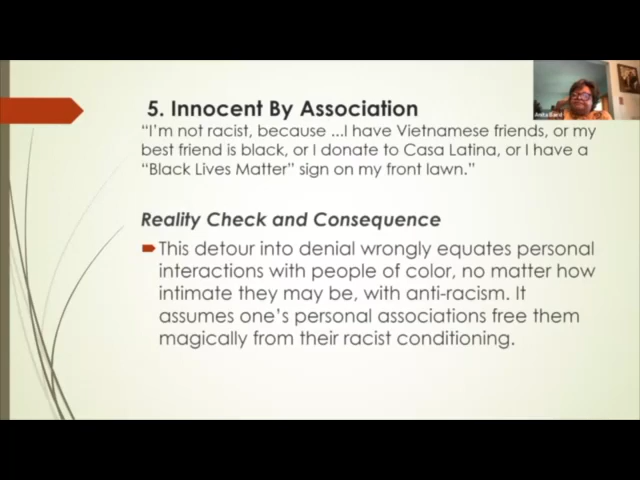 5. Innocent By Association
“I’m not racist, because ...I have Vietnamese friends, or my
best friend is black, or I donate to Casa Latina, or I have a
“Black Lives Matter” sign on my front lawn.”
Reality Check and Consequence
This detour into denial wrongly equates personal
interactions with people of color, no matter how
intimate they may be, with anti-racism. It
assumes one’s personal associations free them
magically from their racist conditioning.